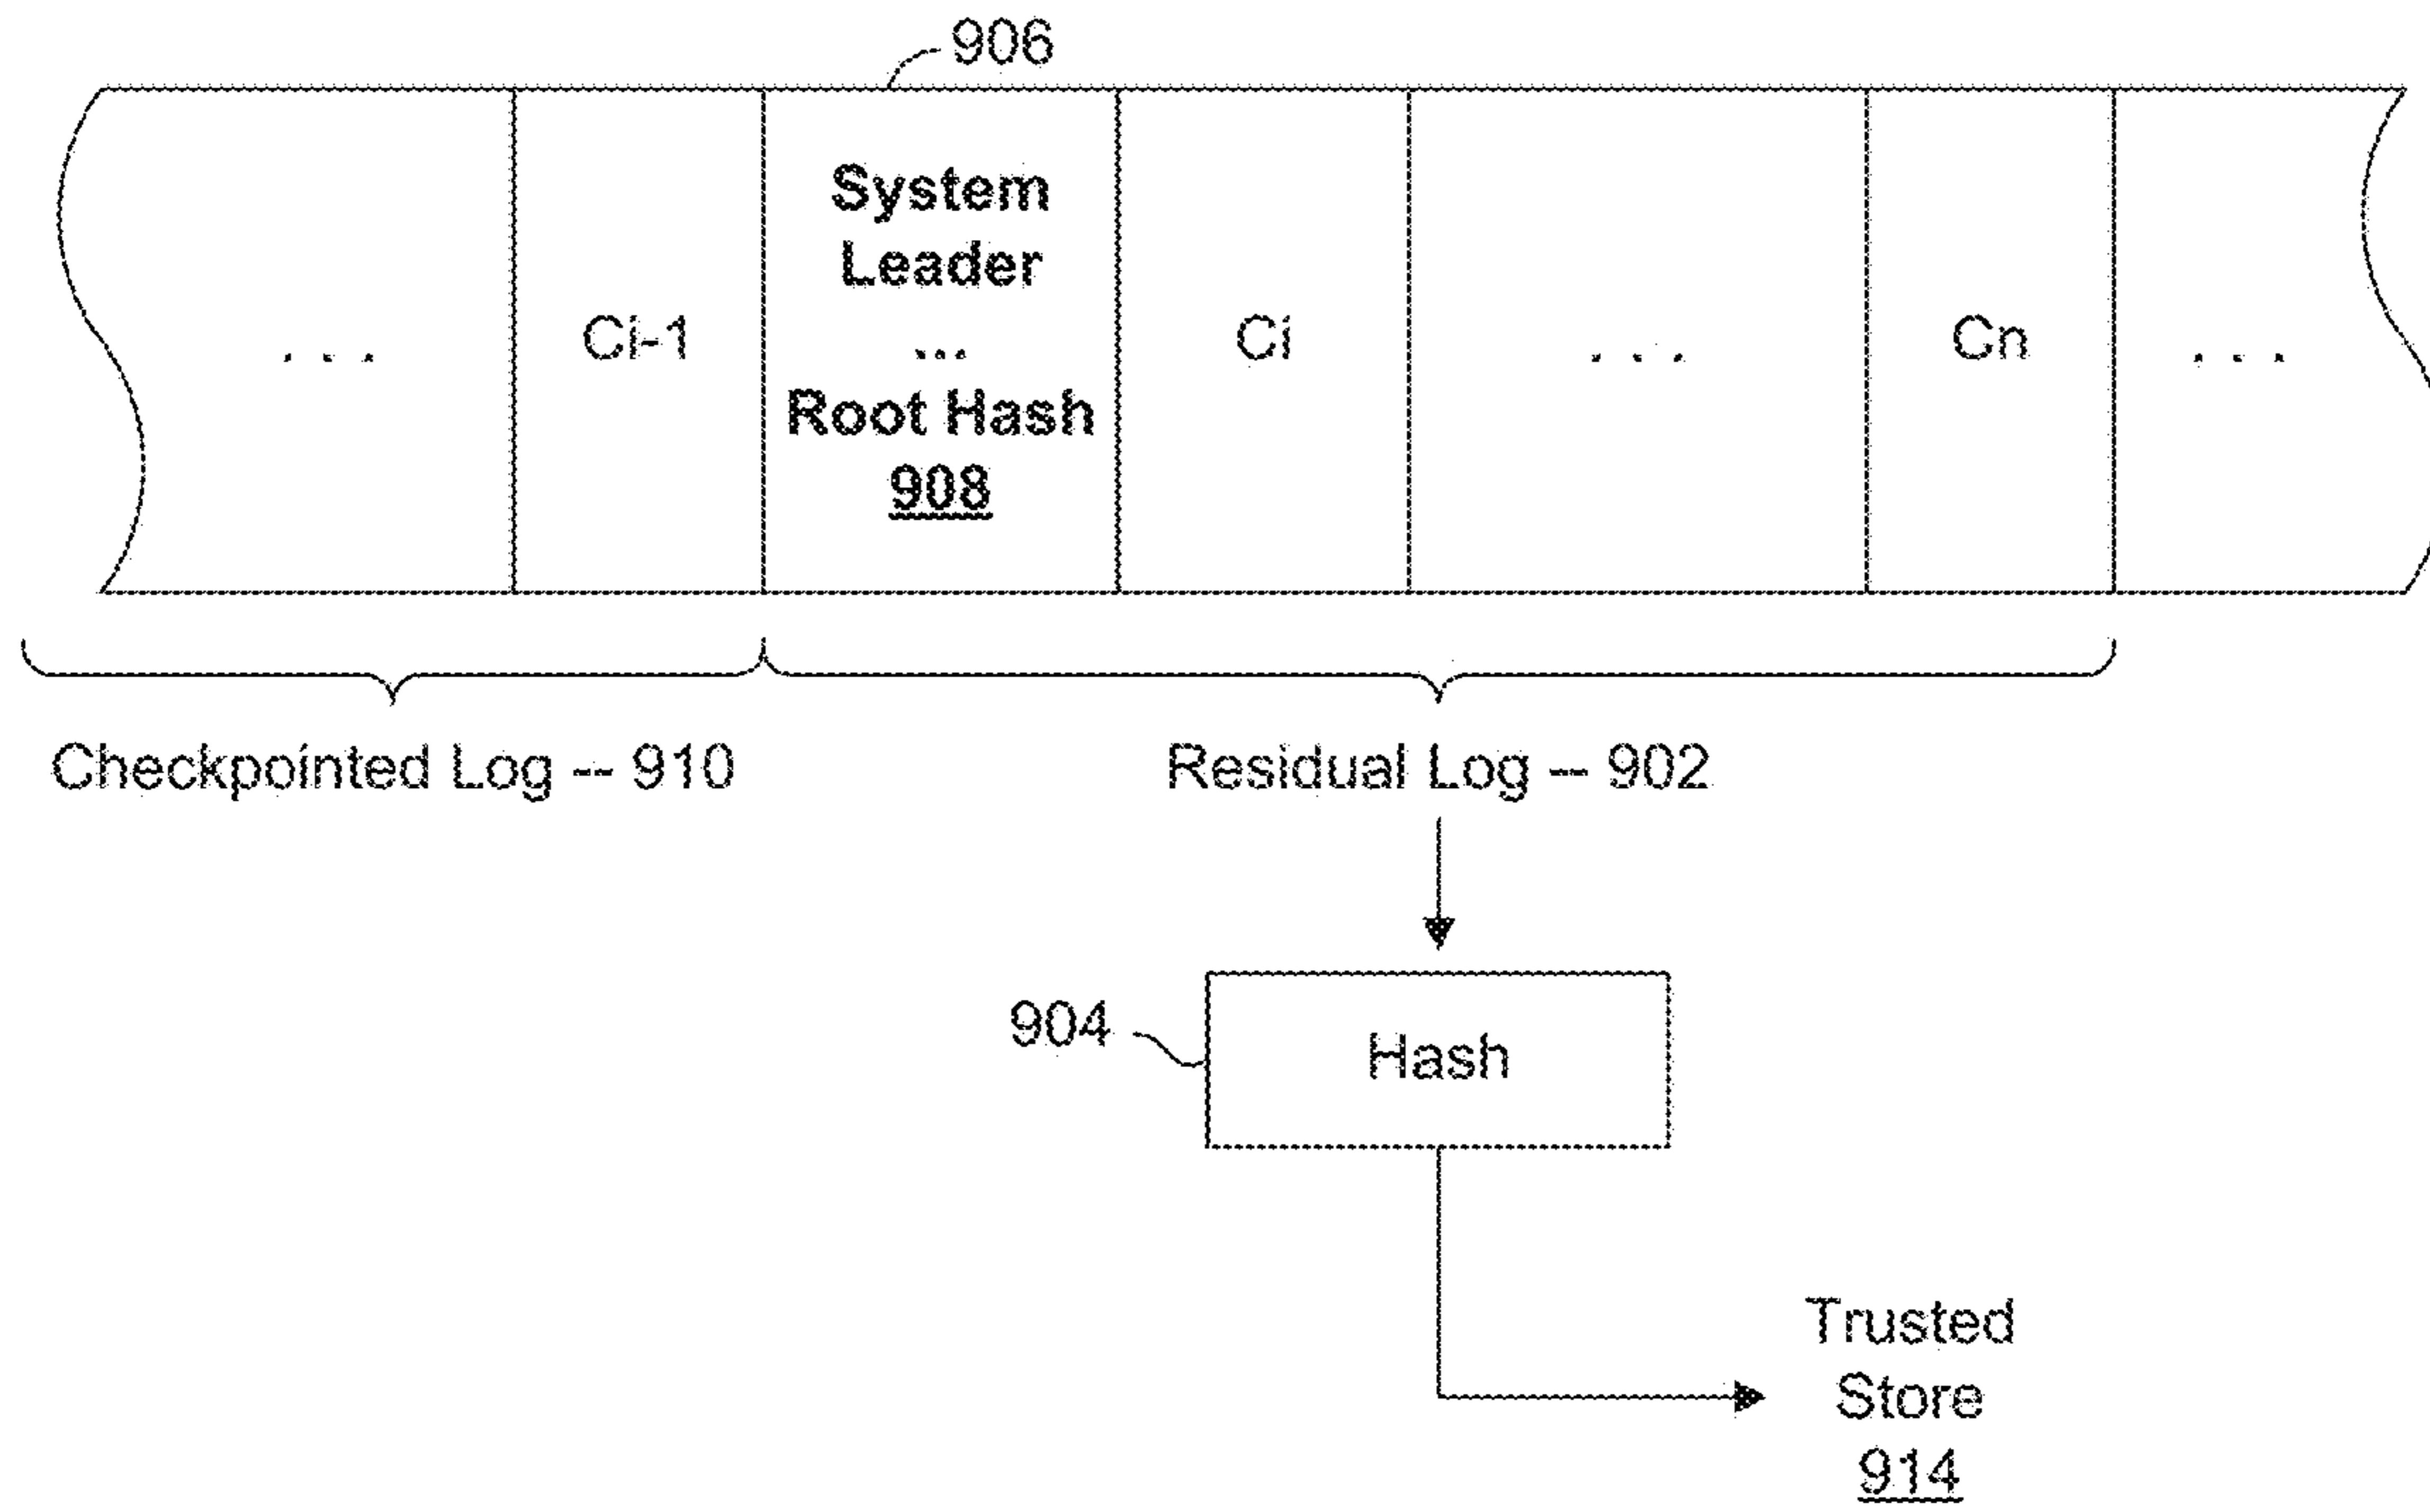 906
System
Leader
. . .   Ci-1   ...   Ci   . . .   Cn   . . .
Root Hash
908
Checkpointed Log -- 910   Residual Log -- 902
904   Hash
Trusted
Store
914